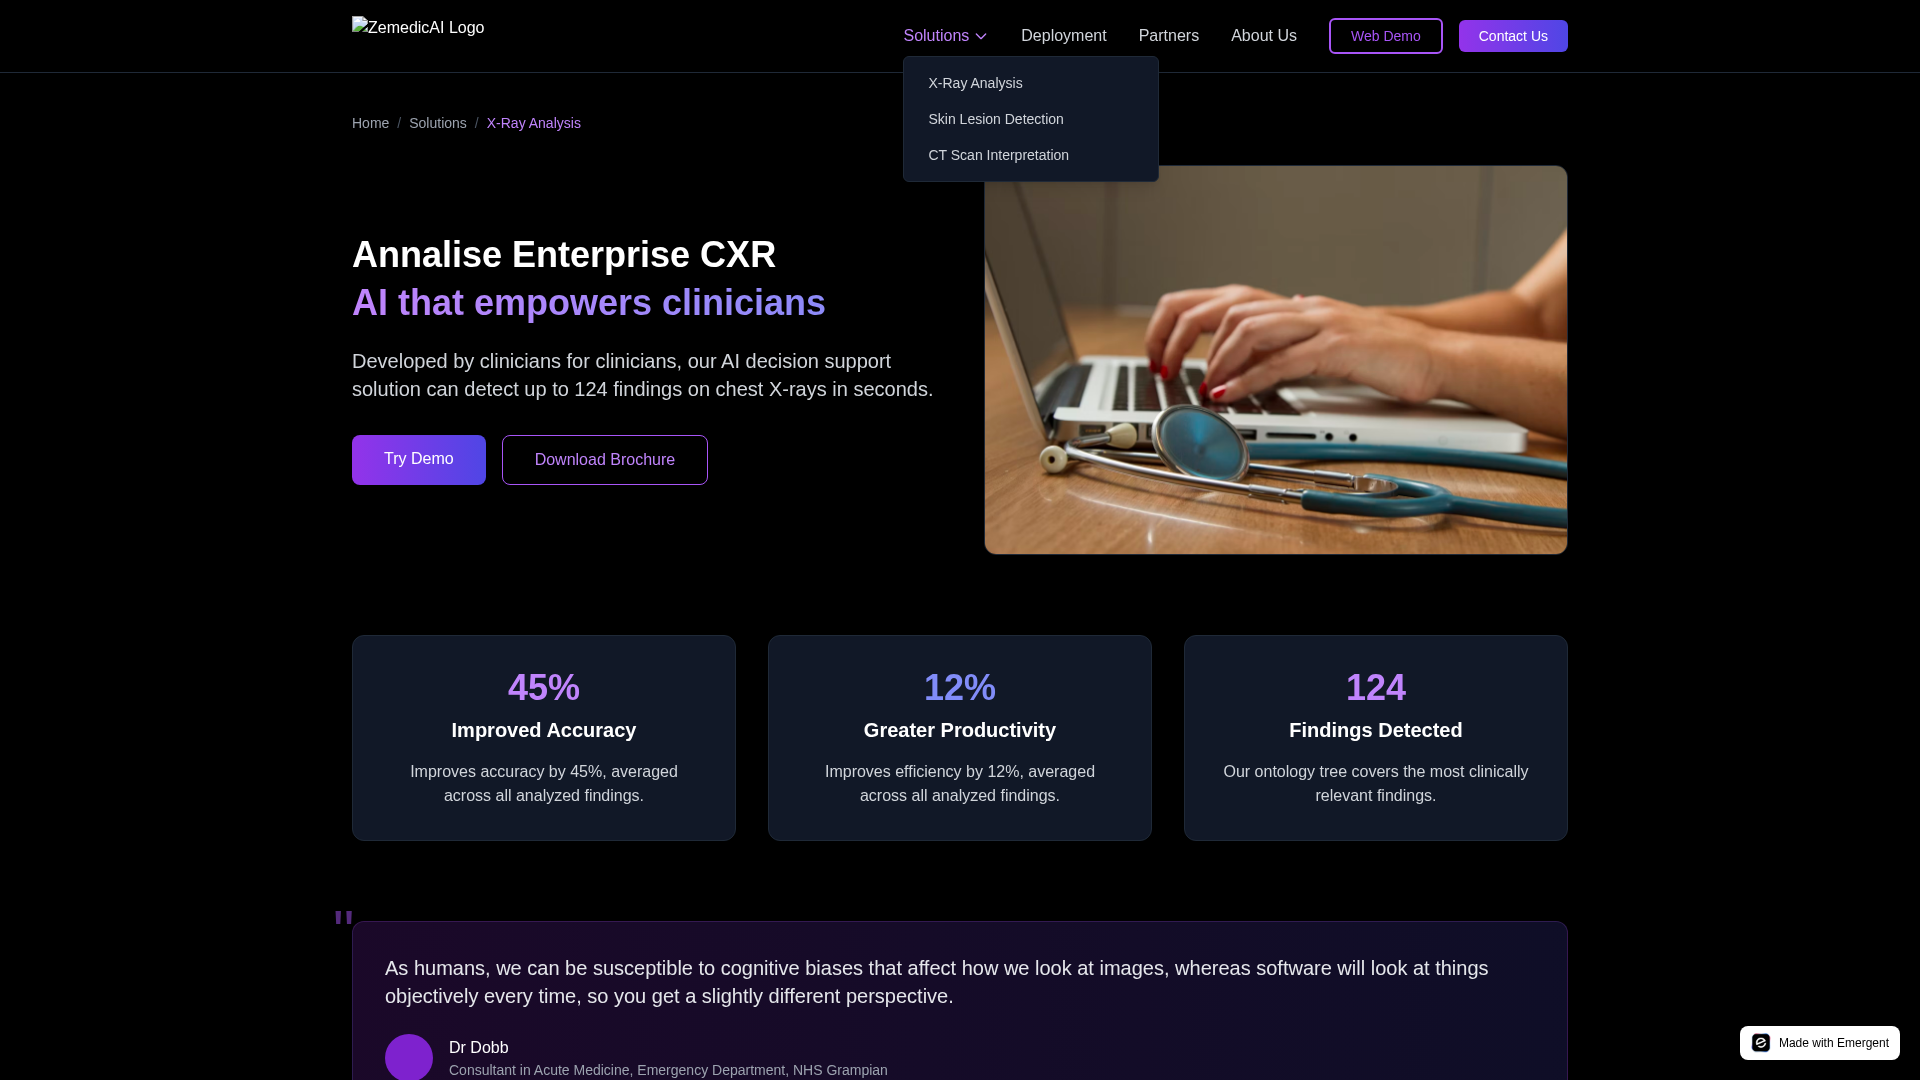 ZemedicAI Logo
Solutions
Deployment
Partners
About Us
Web Demo
Contact Us
X-Ray Analysis
Skin Lesion Detection
CT Scan Interpretation
Home / Solutions / X-Ray Analysis
Annalise Enterprise CXR
AI that empowers clinicians
Developed by clinicians for clinicians, our AI decision support
solution can detect up to 124 findings on chest X-rays in seconds.
Try Demo
Download Brochure
45%
Improved Accuracy
Improves accuracy by 45%, averaged
across all analyzed findings.
12%
Greater Productivity
Improves efficiency by 12%, averaged
across all analyzed findings.
124
Findings Detected
Our ontology tree covers the most clinically
relevant findings.
"
As humans, we can be susceptible to cognitive biases that affect how we look at images, whereas software will look at things
objectively every time, so you get a slightly different perspective.
Dr Dobb
Consultant in Acute Medicine, Emergency Department, NHS Grampian
Made with Emergent